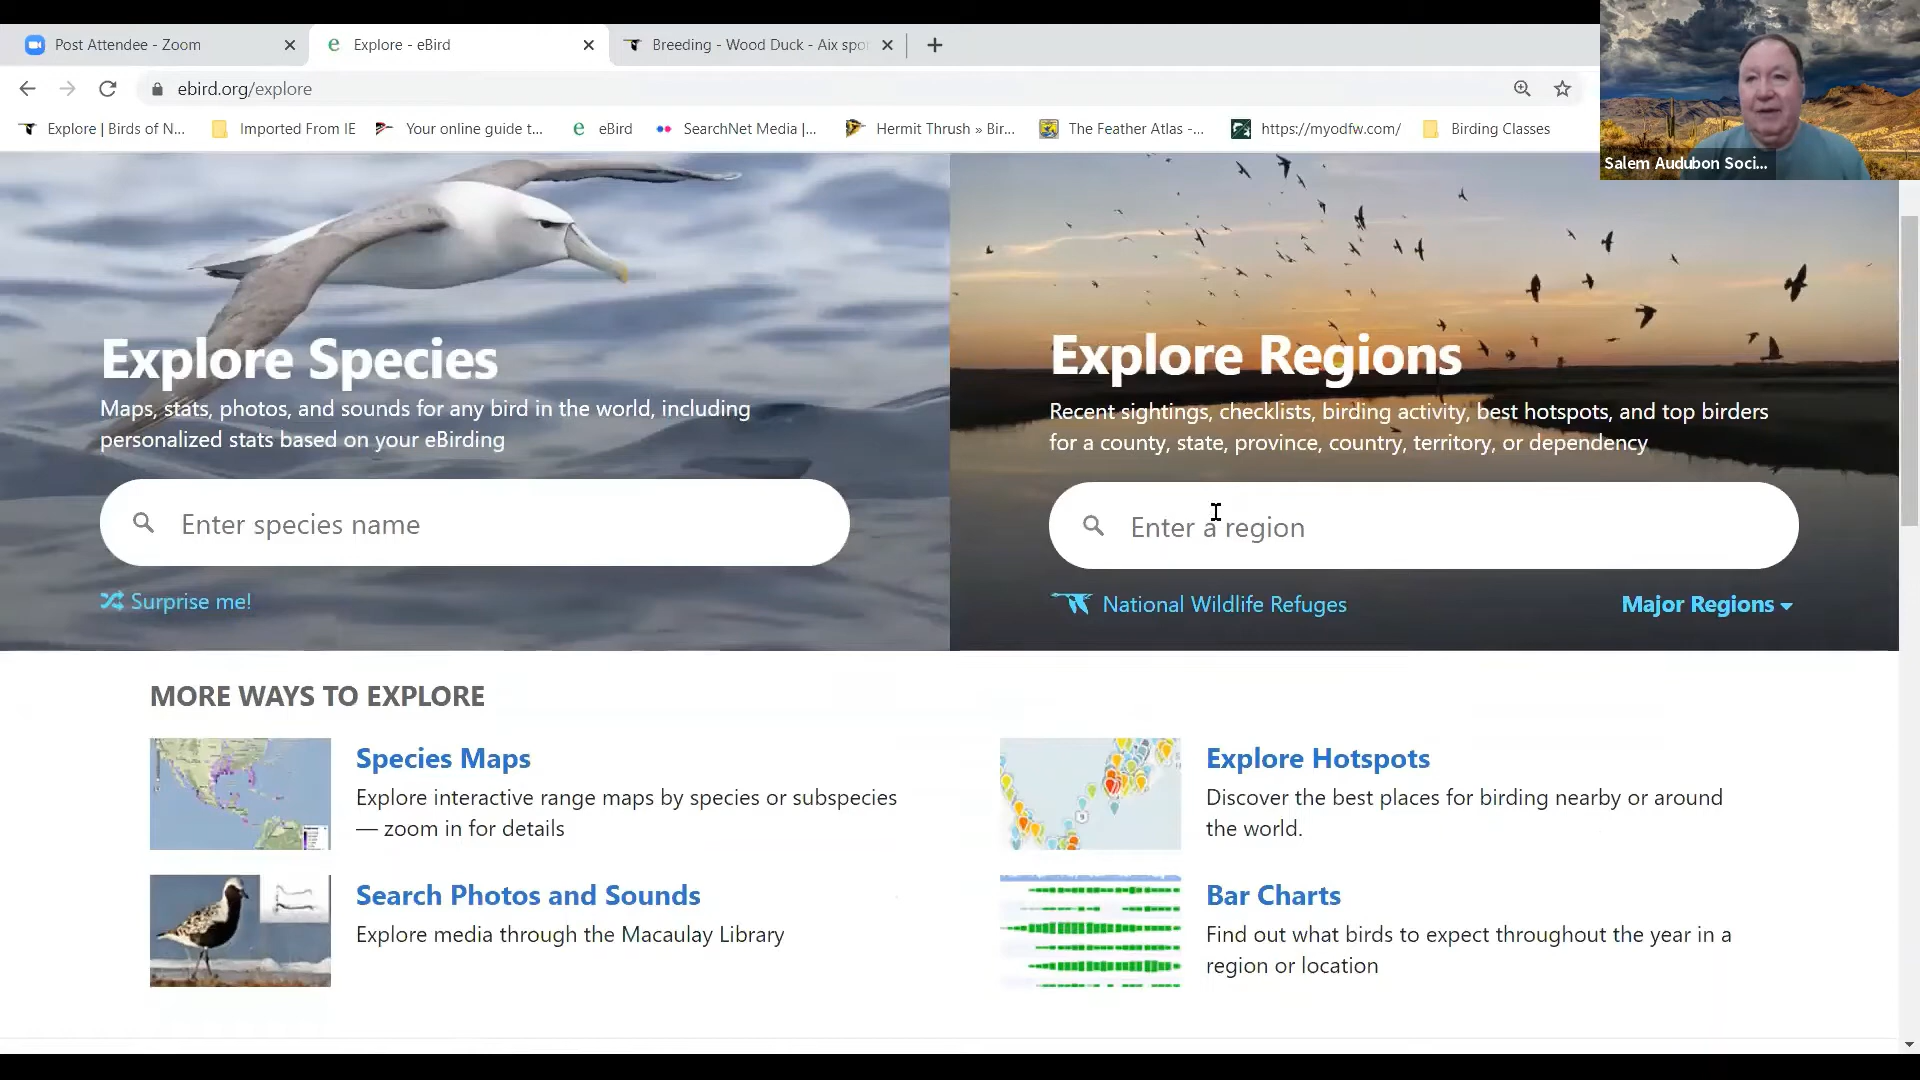 Post Attendee - Zoom
Explore - eBird
Breeding - Wood Duck - Aix spo
ebird.org/explore
Explore | Birds of N...
Imported From IE
Your online guide t...
eBird
SearchNet Media |...
Hermit Thrush » Bir...
The Feather Atlas -...
https://myodfw.com/
Birding Classes
Salem Audubon Soci...
Explore Species
Maps, stats, photos, and sounds for any bird in the world, including
personalized stats based on your eBirding
Enter species name
Surprise me!
Explore Regions
Recent sightings, checklists, birding activity, best hotspots, and top birders
for a county, state, province, country, territory, or dependency
Enter a region
National Wildlife Refuges
Major Regions
MORE WAYS TO EXPLORE
Species Maps
Explore interactive range maps by species or subspecies
— zoom in for details
Explore Hotspots
Discover the best places for birding nearby or around
the world.
Search Photos and Sounds
Explore media through the Macaulay Library
Bar Charts
Find out what birds to expect throughout the year in a
region or location